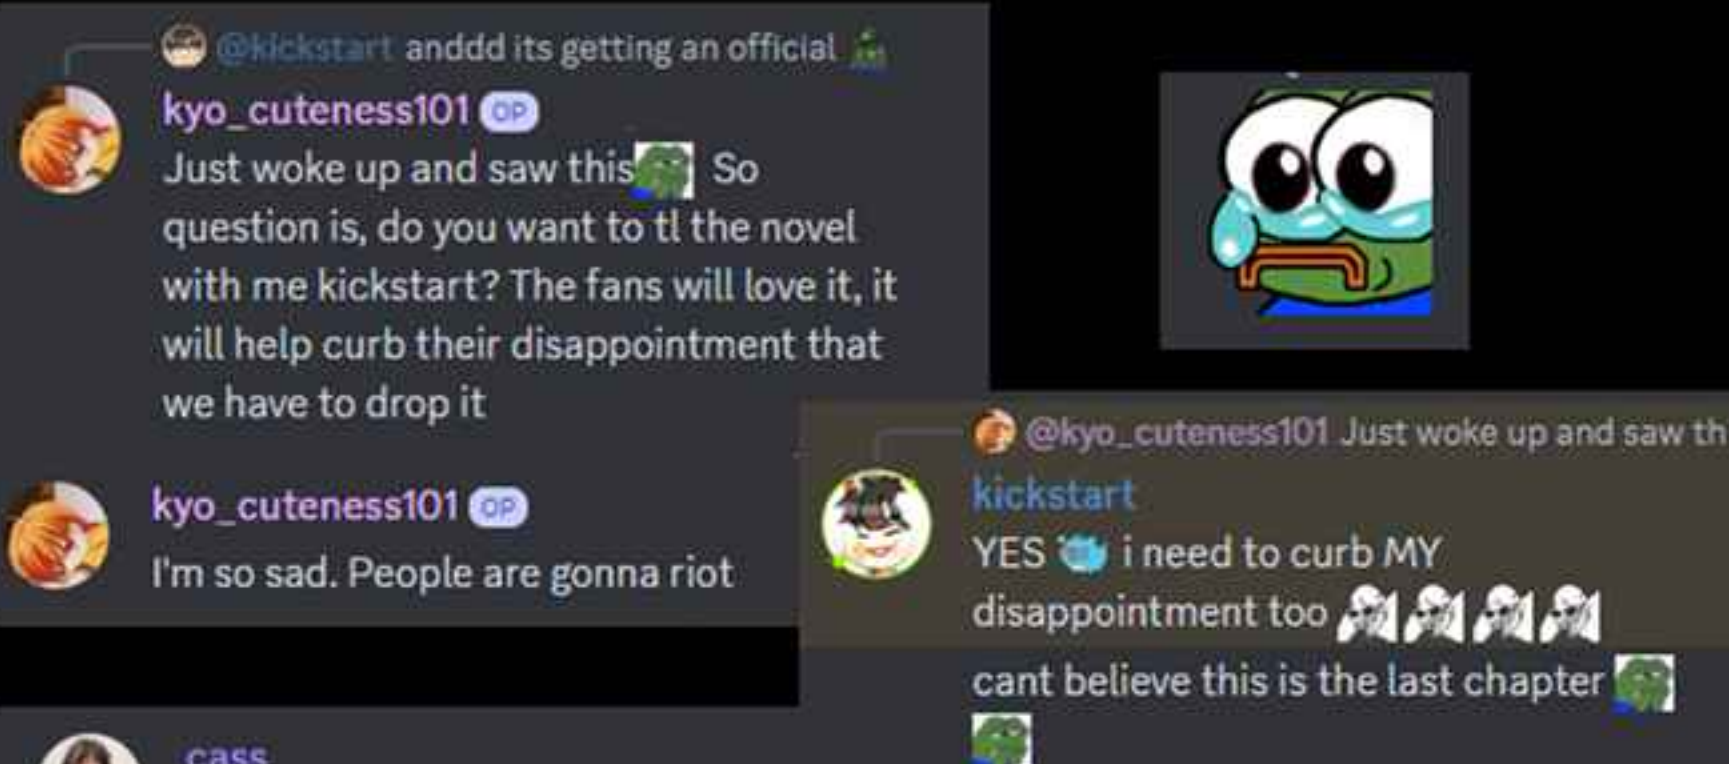 @kickstart anddd its getting an official
kyo_cuteness101 OP
Just woke up and saw this So
question is, do you want to tl the novel
with me kickstart? The fans will love it, it
will help curb their disappointment that
we have to drop it
kyo_cuteness101 OP
I'm so sad. People are gonna riot
@kyo_cuteness101 Just woke up and saw th
kickstart
YES i need to curb MY
disappointment too
cant believe this is the last chapter
cass